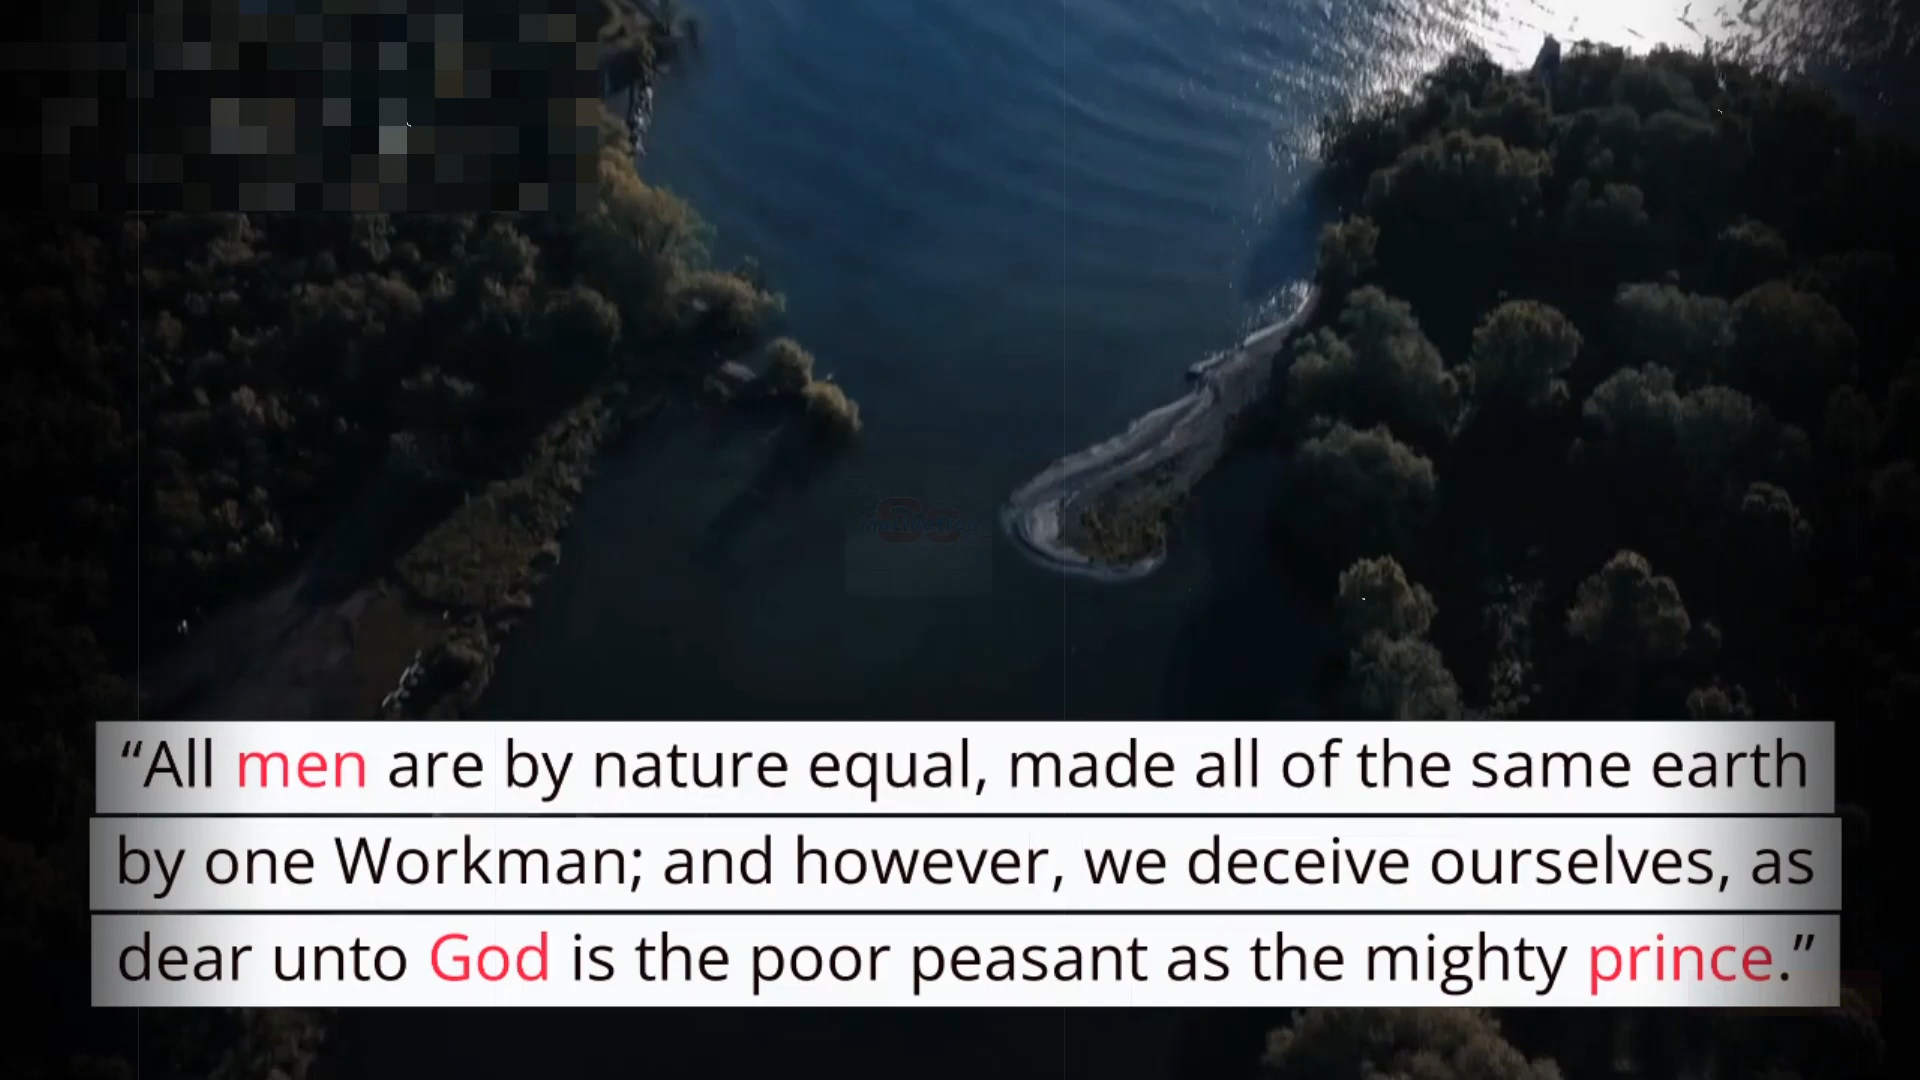 “All men are by nature equal, made all of the same earth
by one Workman; and however, we deceive ourselves, as
dear unto God is the poor peasant as the mighty prince.”